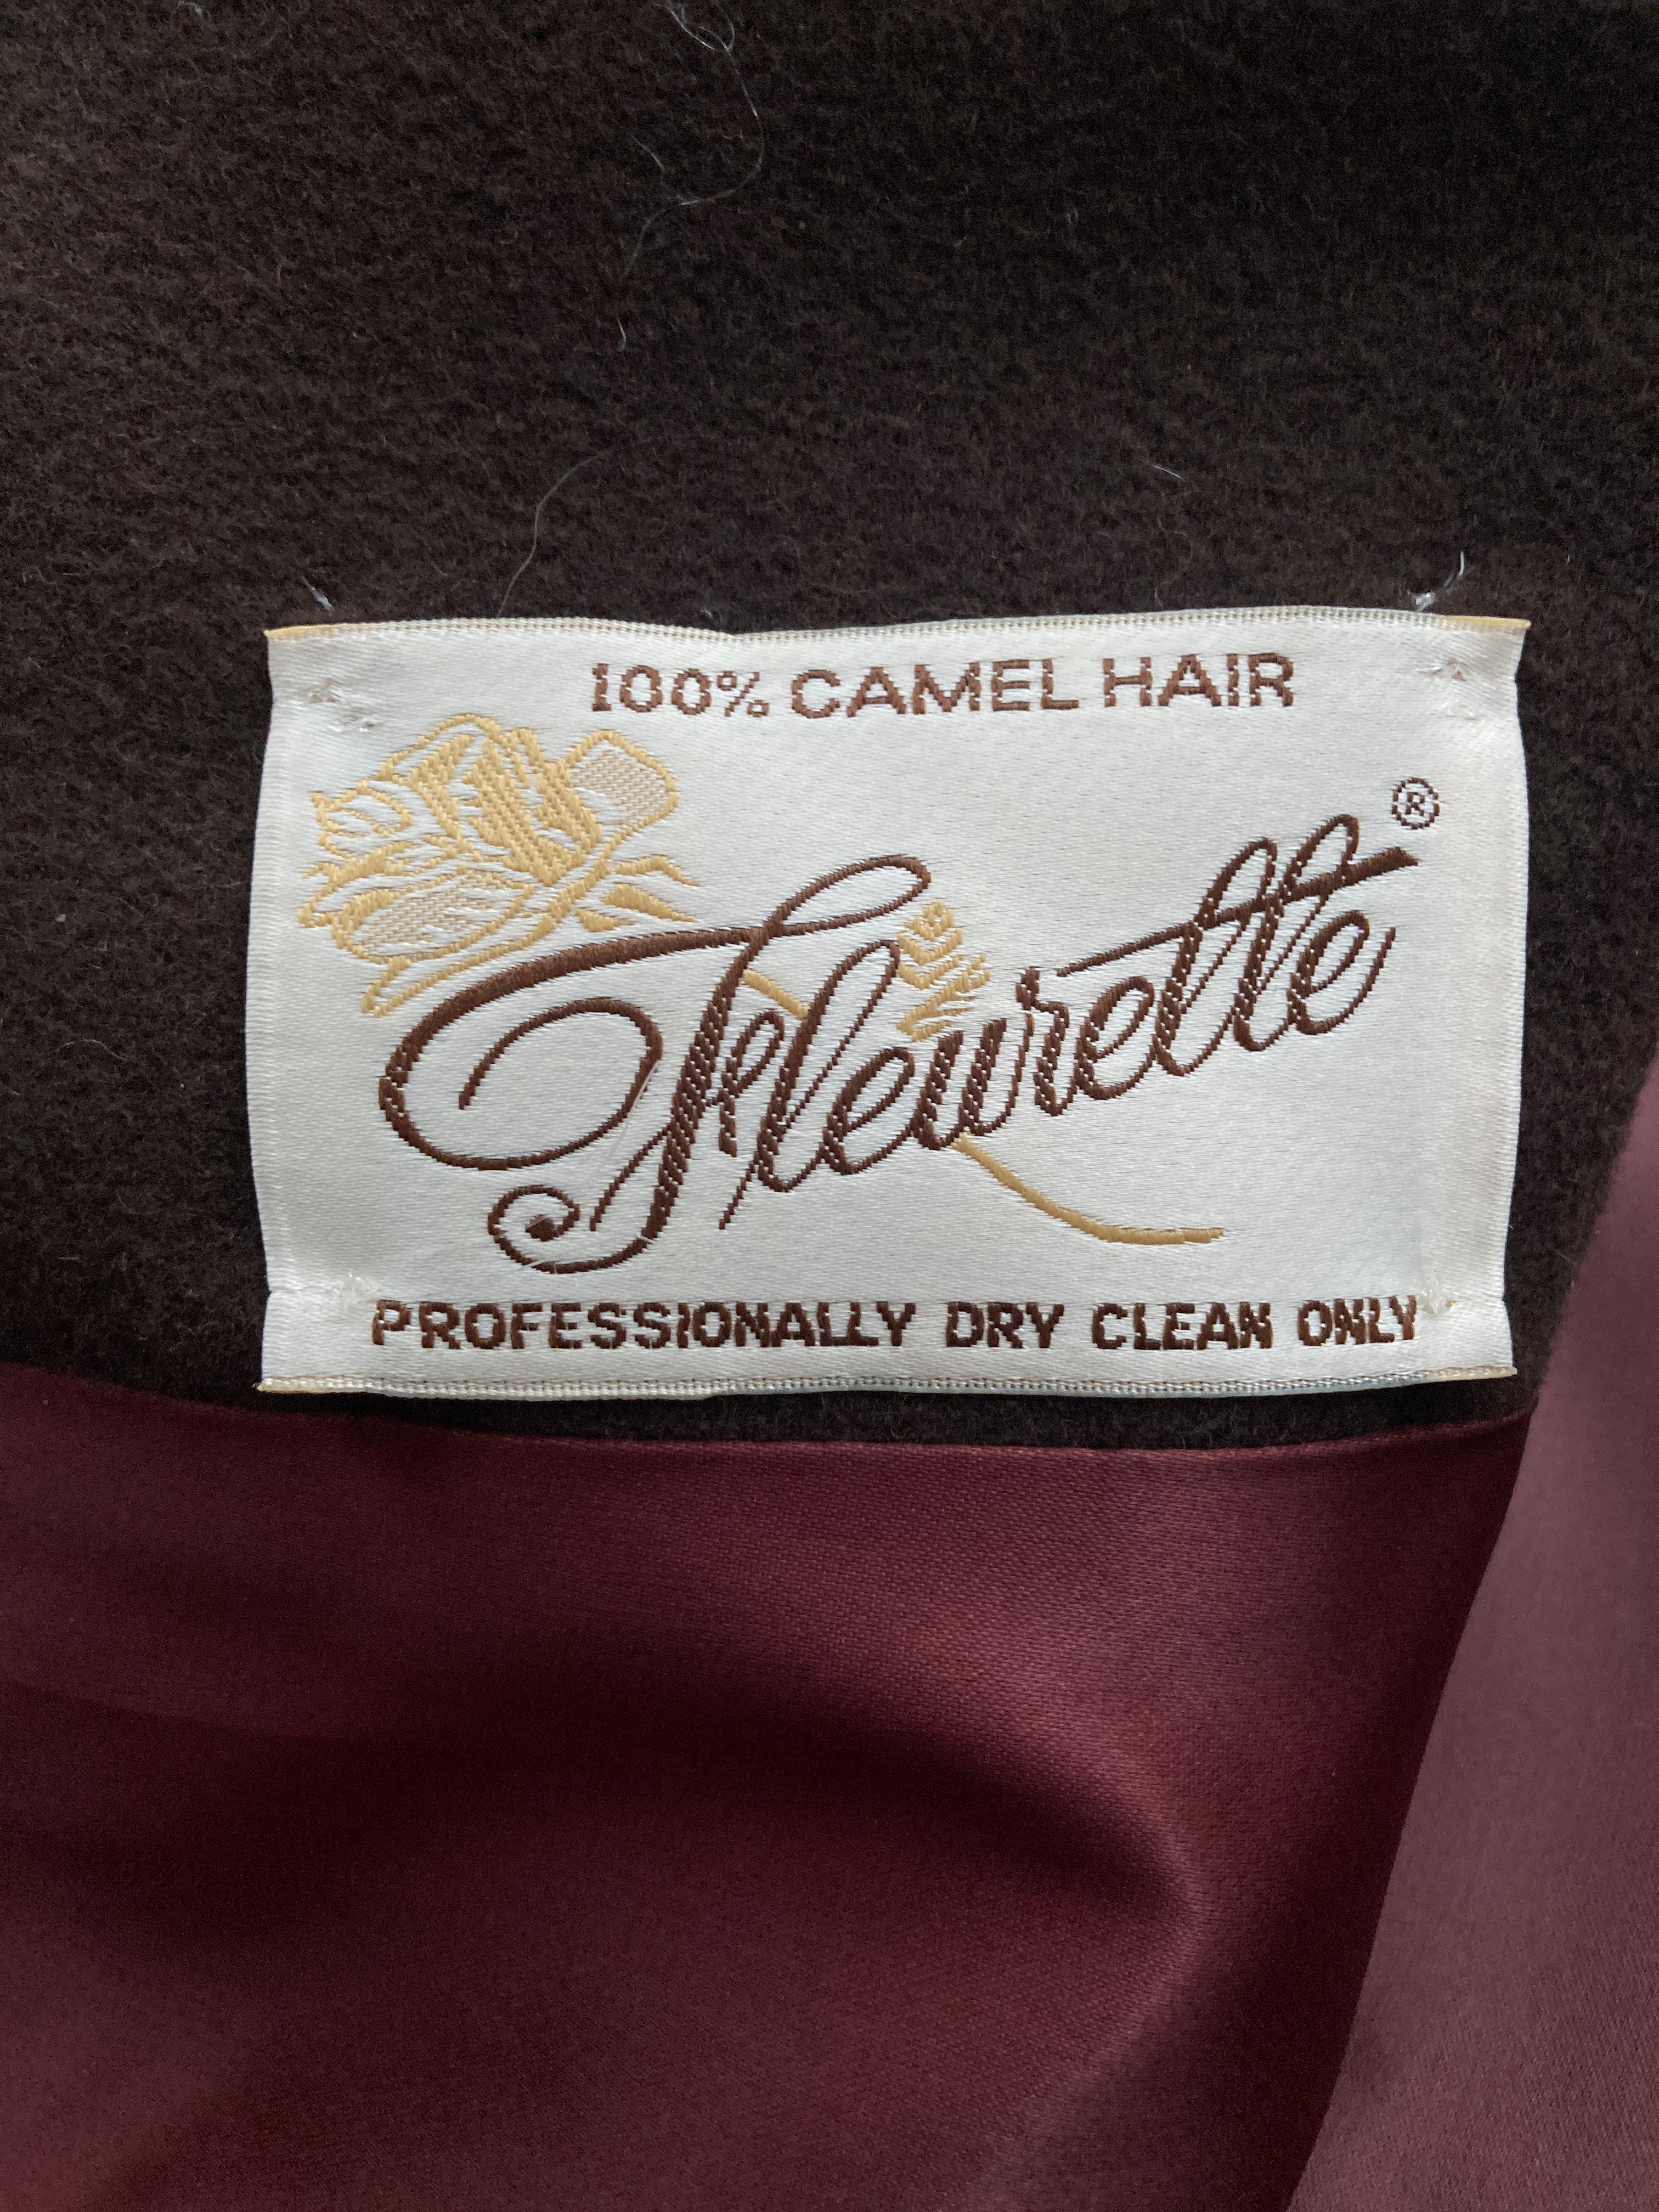 100% CAMEL HAIR
Fleurette®
PROFESSIONALLY DRY CLEAN ONLY